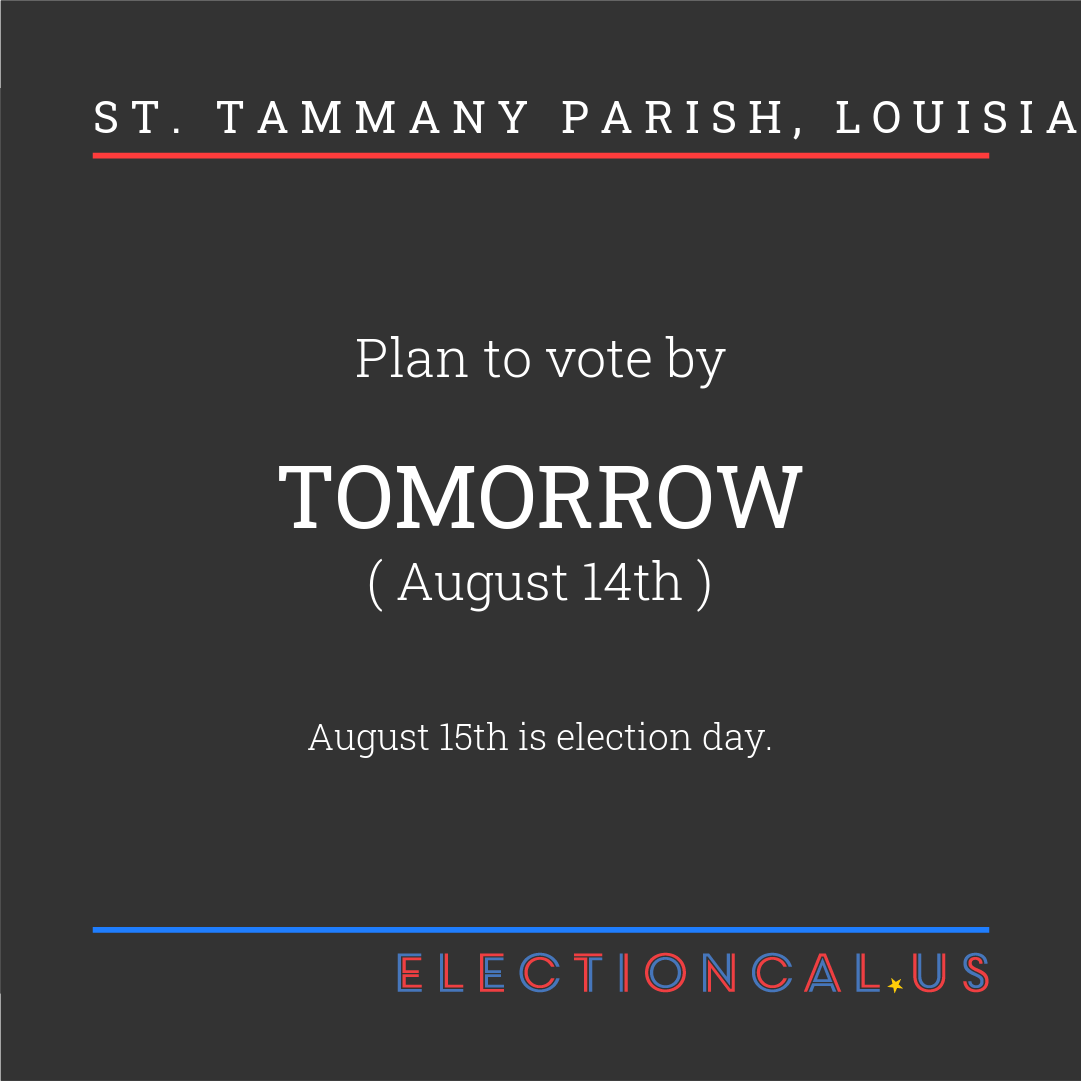 ST. TAMMANY PARISH, LOUISIA
Plan to vote by
TOMORROW
( August 14th )
August 15th is election day.
ELECTIONCAL.US